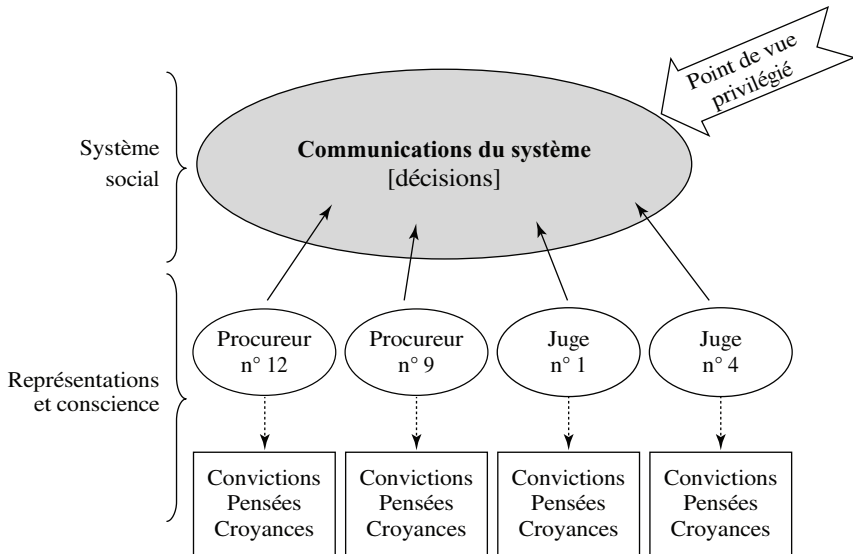 Point de vue
privilégié
Système
social
Communications du système
[décisions]
Représentations
et conscience
Procureur
n° 12
Procureur
n° 9
Juge
n° 1
Juge
n° 4
Convictions
Pensées
Croyances
Convictions
Pensées
Croyances
Convictions
Pensées
Croyances
Convictions
Pensées
Croyances